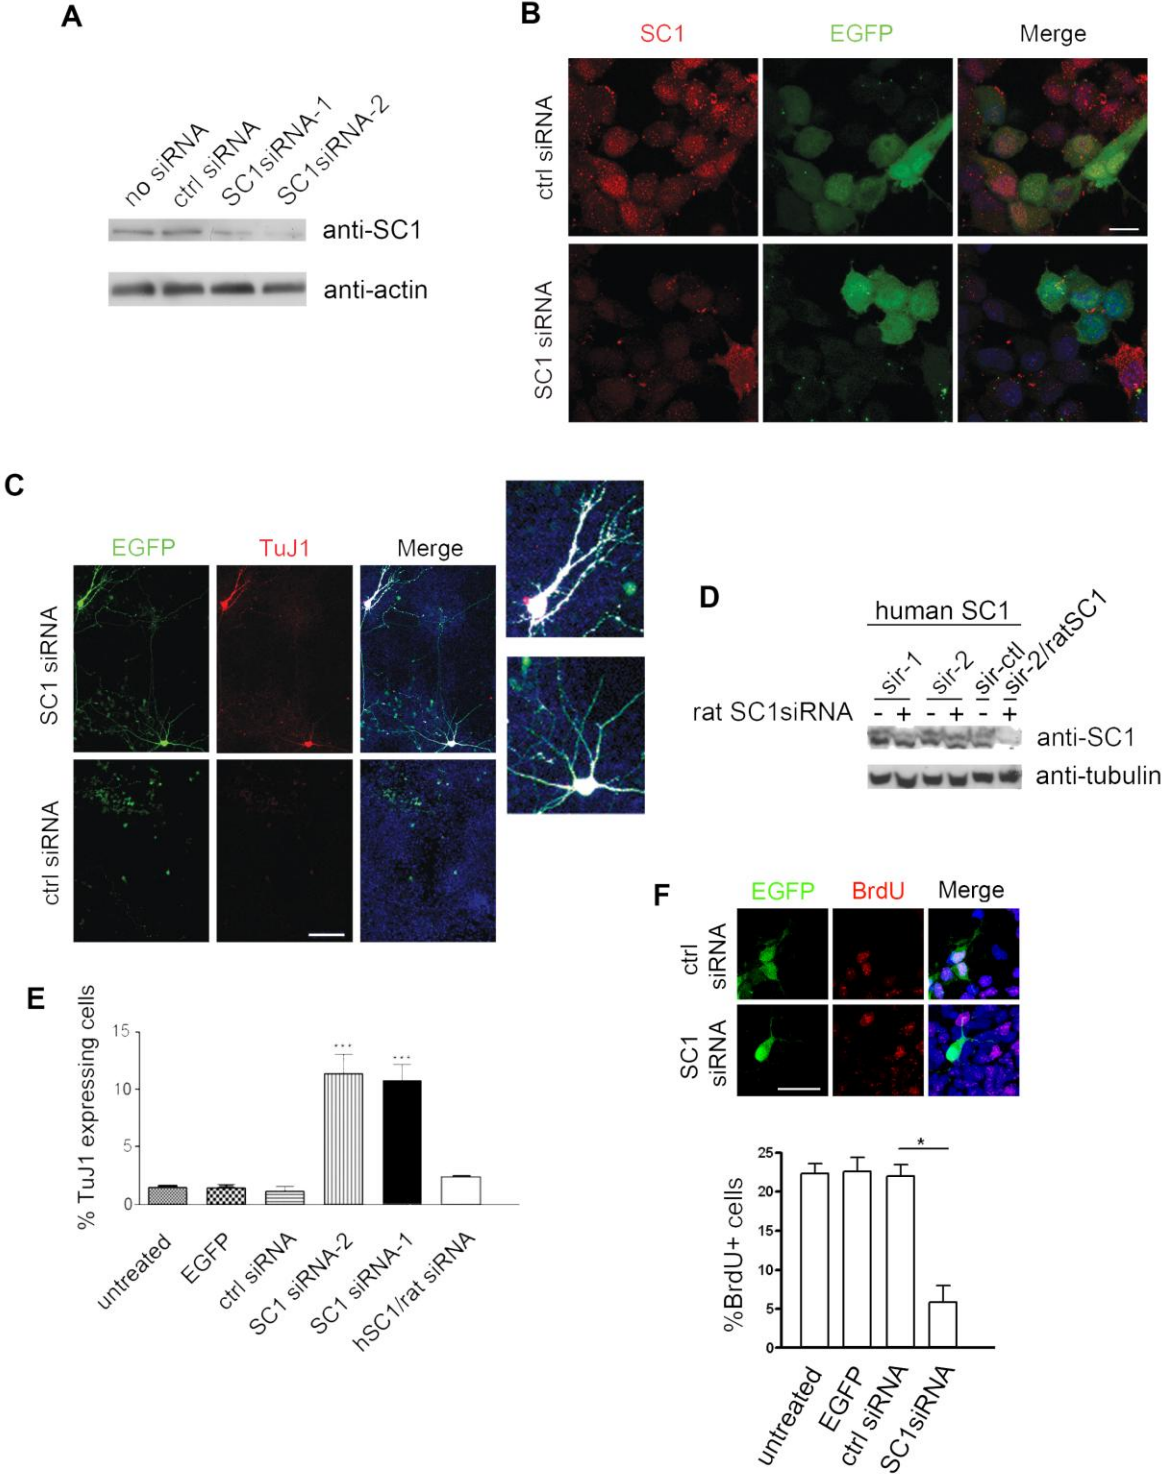 A
no siRNA
ctrl siRNA
SC1siRNA-1
SC1siRNA-2
anti-SC1
anti-actin
B
SC1 EGFP Merge
ctrl siRNA
SC1 siRNA
C
EGFP TuJ1 Merge
SC1 siRNA
ctrl siRNA
D
human SC1
sir-1
sir-2
sir-ctl
sir-2/ratSC1
rat SC1siRNA - + - + - +
anti-SC1
anti-tubulin
E
% TuJ1 expressing cells
15
10
5
0
***
***
untreated
EGFP
ctrl siRNA
SC1 siRNA-2
SC1 siRNA-1
hSC1/rat siRNA
F
EGFP BrdU Merge
ctrl
siRNA
SC1
siRNA
%BrdU+ cells
25
20
15
10
5
0
*
untreated
EGFP
ctrl siRNA
SC1siRNA